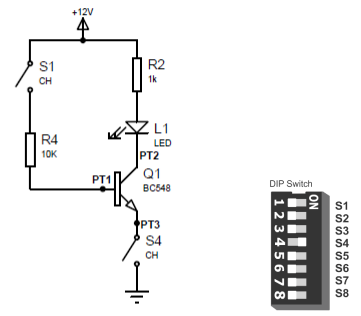 +12V
S1
CH
R2
1k
L1
LED
R4
10K
PT2
PT1
Q1
BC548
PT3
S4
CH
DIP Switch
ON
1 S1
2 S2
3 S3
4 S4
5 S5
6 S6
7 S7
8 S8